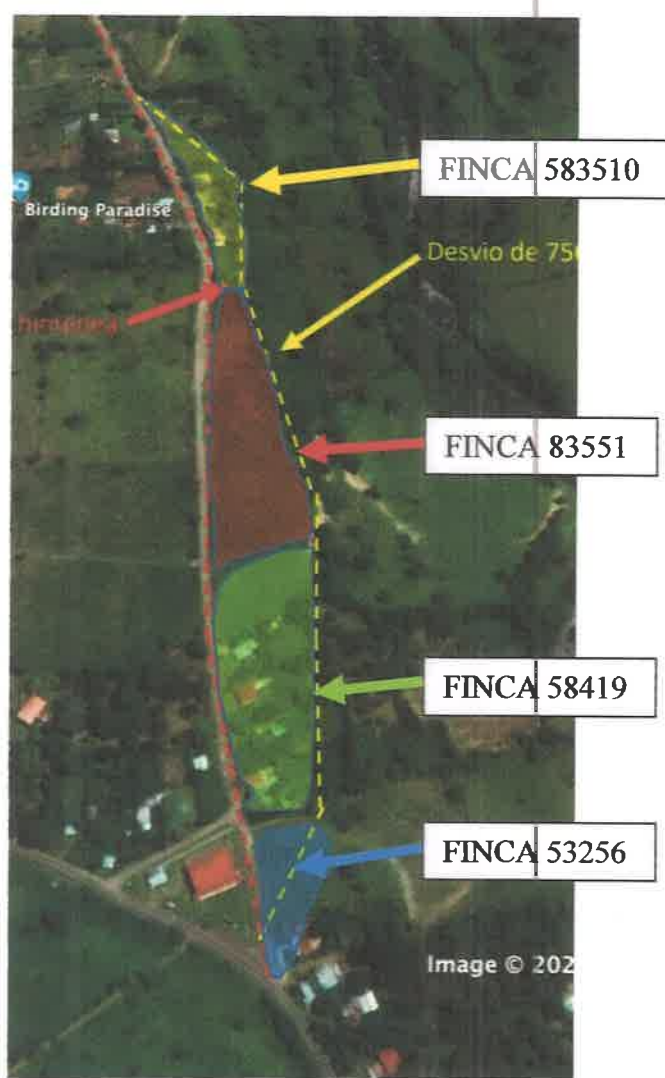 FINCA 583510
Birding Paradise
Desvio de 75
FINCA 83551
FINCA 58419
FINCA 53256
Image © 202